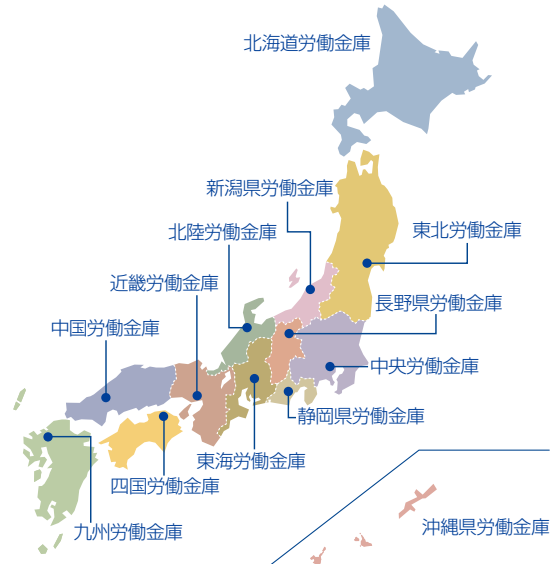 北海道労働金庫
新潟県労働金庫
東北労働金庫
北陸労働金庫
近畿労働金庫
長野県労働金庫
中国労働金庫
中央労働金庫
静岡県労働金庫
東海労働金庫
四国労働金庫
九州労働金庫
沖縄県労働金庫